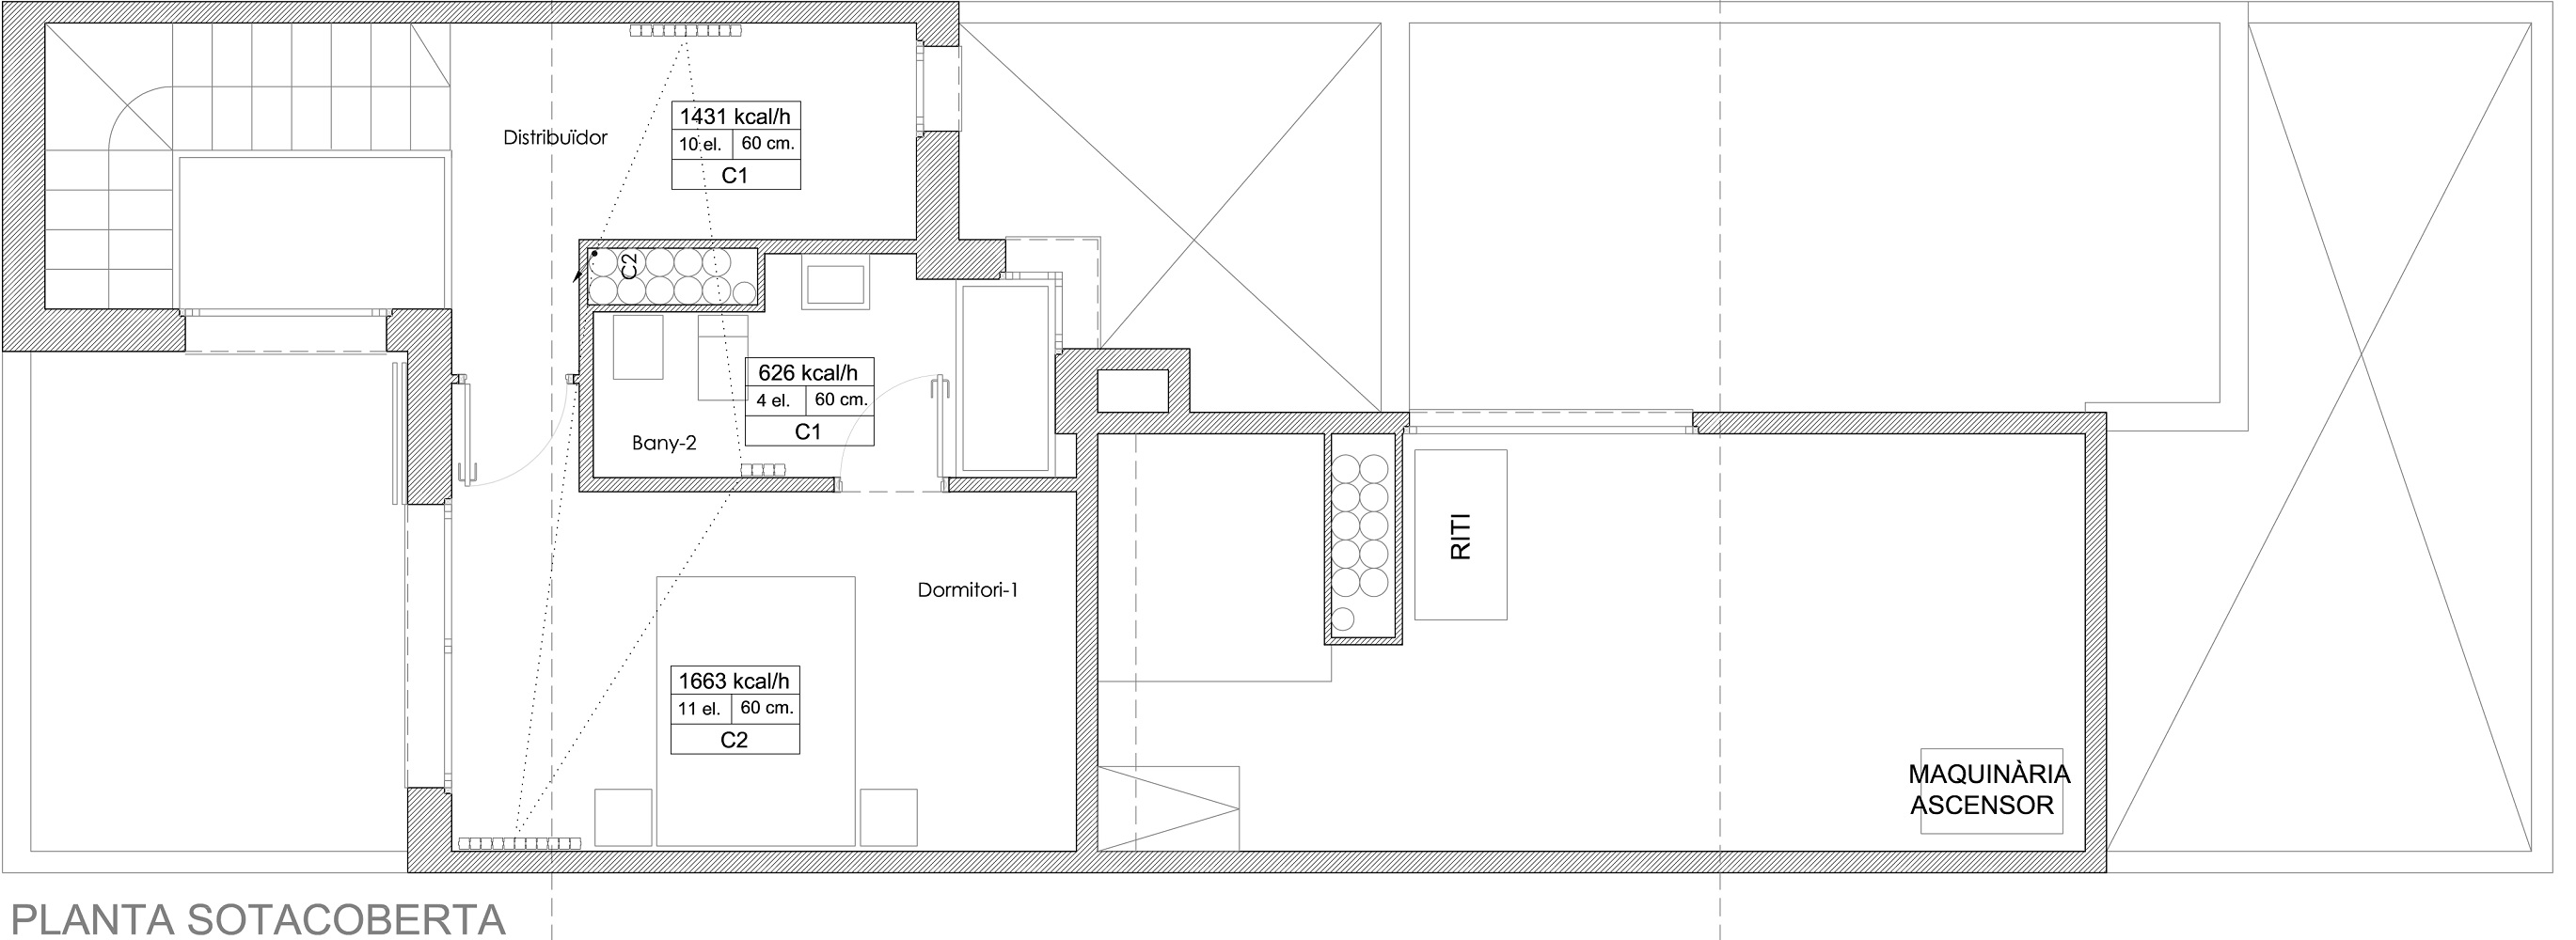 1431 kcal/h
10 el. 60 cm.
C1
Distribuïdor
C2
626 kcal/h
4 el. 60 cm.
C1
Bany-2
RITI
Dormitori-1
1663 kcal/h
11 el. 60 cm.
C2
MAQUINÀRIA
ASCENSOR
PLANTA SOTACOBERTA